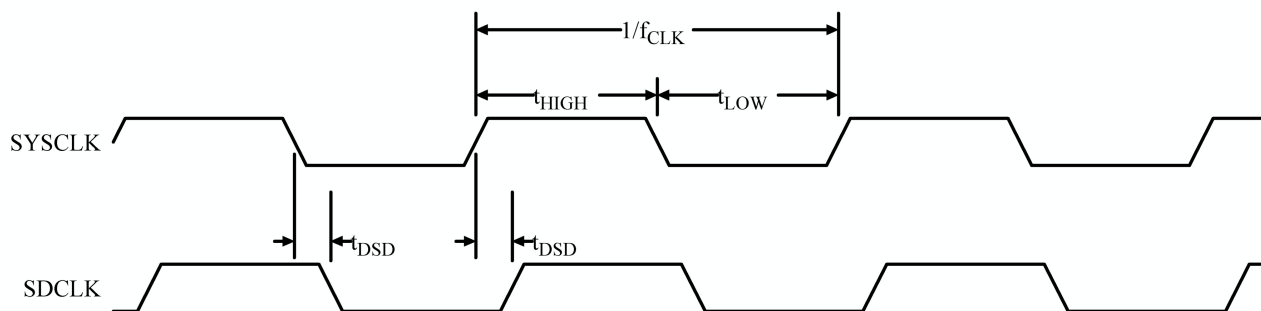 1/fCLK
tHIGH tLOW
SYSCLK
tDSD tDSD
SDCLK